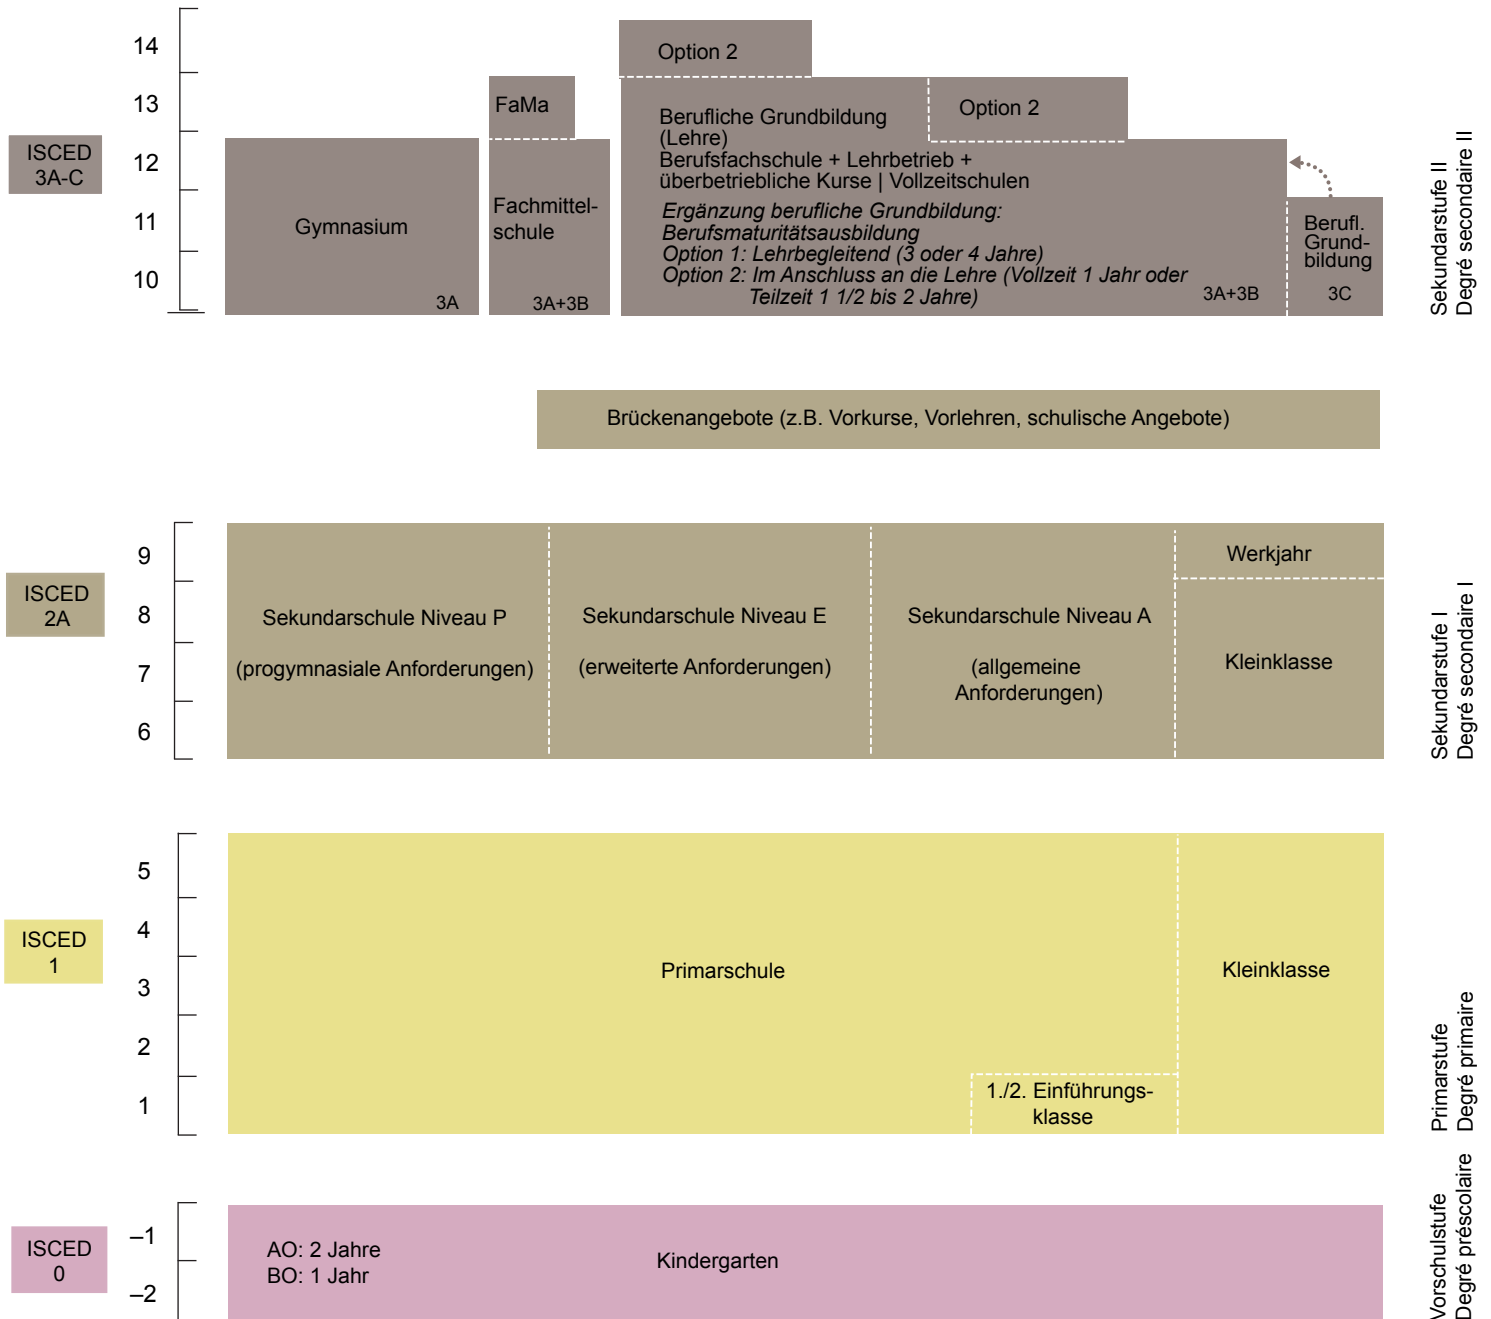 14
13
12
11
10
ISCED
3A-C
Option 2
FaMa
Option 2
Berufliche Grundbildung
(Lehre)
Berufsfachschule + Lehrbetrieb +
überbetriebliche Kurse | Vollzeitschulen
Ergänzung berufliche Grundbildung:
Berufsmaturitätsausbildung
Option 1: Lehrbegleitend (3 oder 4 Jahre)
Option 2: Im Anschluss an die Lehre (Vollzeit 1 Jahr oder
Teilzeit 1 1/2 bis 2 Jahre)
3A+3B
Gymnasium
3A
Fachmittel-
schule
3A+3B
Berufl.
Grund-
bildung
3C
Sekundarstufe II
Degré secondaire II
Brückenangebote (z.B. Vorkurse, Vorlehren, schulische Angebote)
ISCED
2A
9
8
7
6
Sekundarschule Niveau P
(progymnasiale Anforderungen)
Sekundarschule Niveau E
(erweiterte Anforderungen)
Sekundarschule Niveau A
(allgemeine
Anforderungen)
Werkjahr
Kleinklasse
Sekundarstufe I
Degré secondaire I
ISCED
1
5
4
3
2
1
Primarschule
1./2. Einführungs-
klasse
Kleinklasse
Primarstufe
Degré primaire
ISCED
0
–1
–2
AO: 2 Jahre
BO: 1 Jahr
Kindergarten
Vorschulstufe
Degré préscolaire